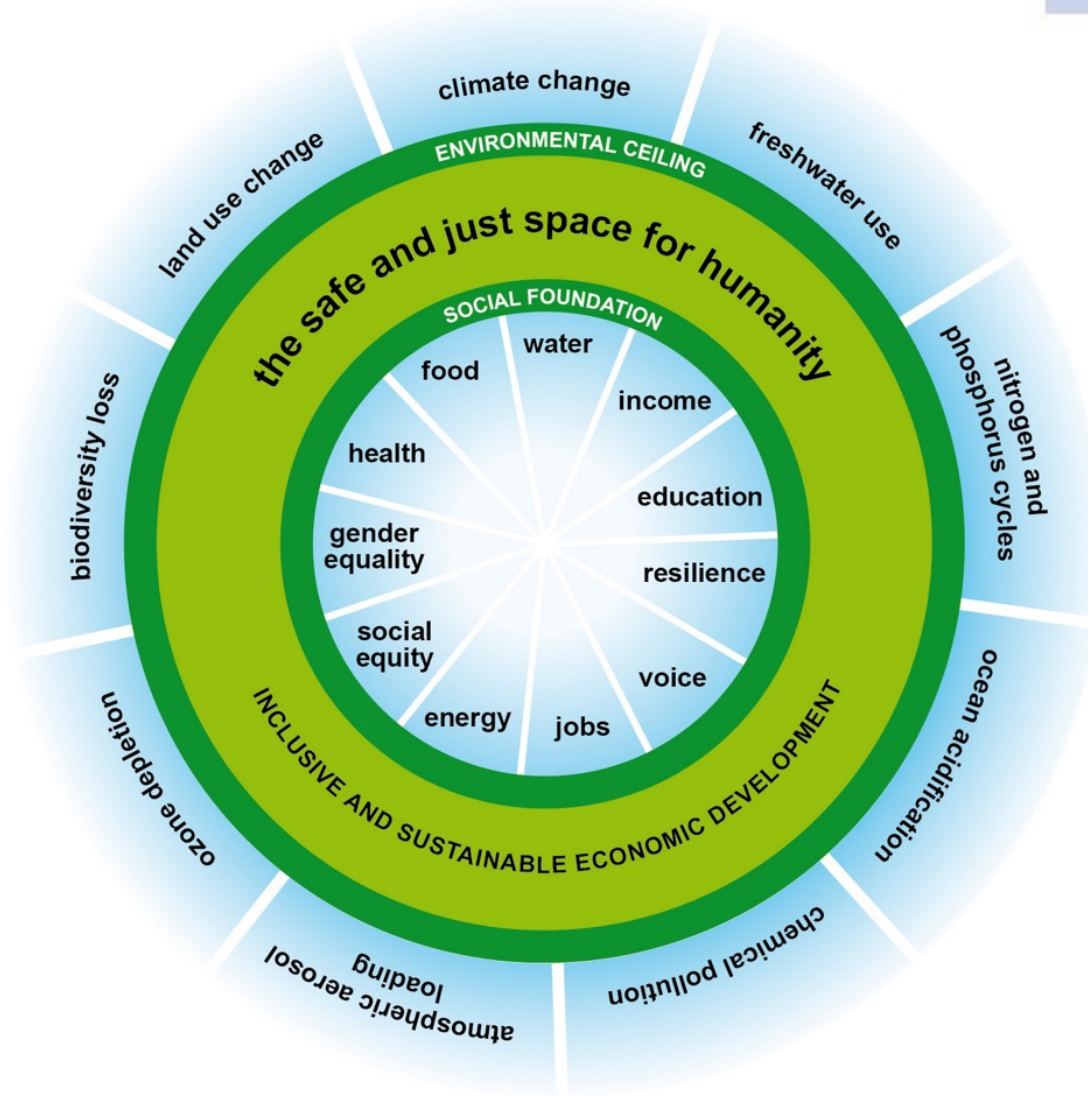 climate change
freshwater use
nitrogen and
phosphorus cycles
ocean acidification
chemical pollution
atmospheric aerosol
loading
ozone depletion
biodiversity loss
land use change
ENVIRONMENTAL CEILING
the safe and just space for humanity
SOCIAL FOUNDATION
water
income
education
resilience
voice
jobs
energy
social
equity
gender
equality
health
food
INCLUSIVE AND SUSTAINABLE ECONOMIC DEVELOPMENT